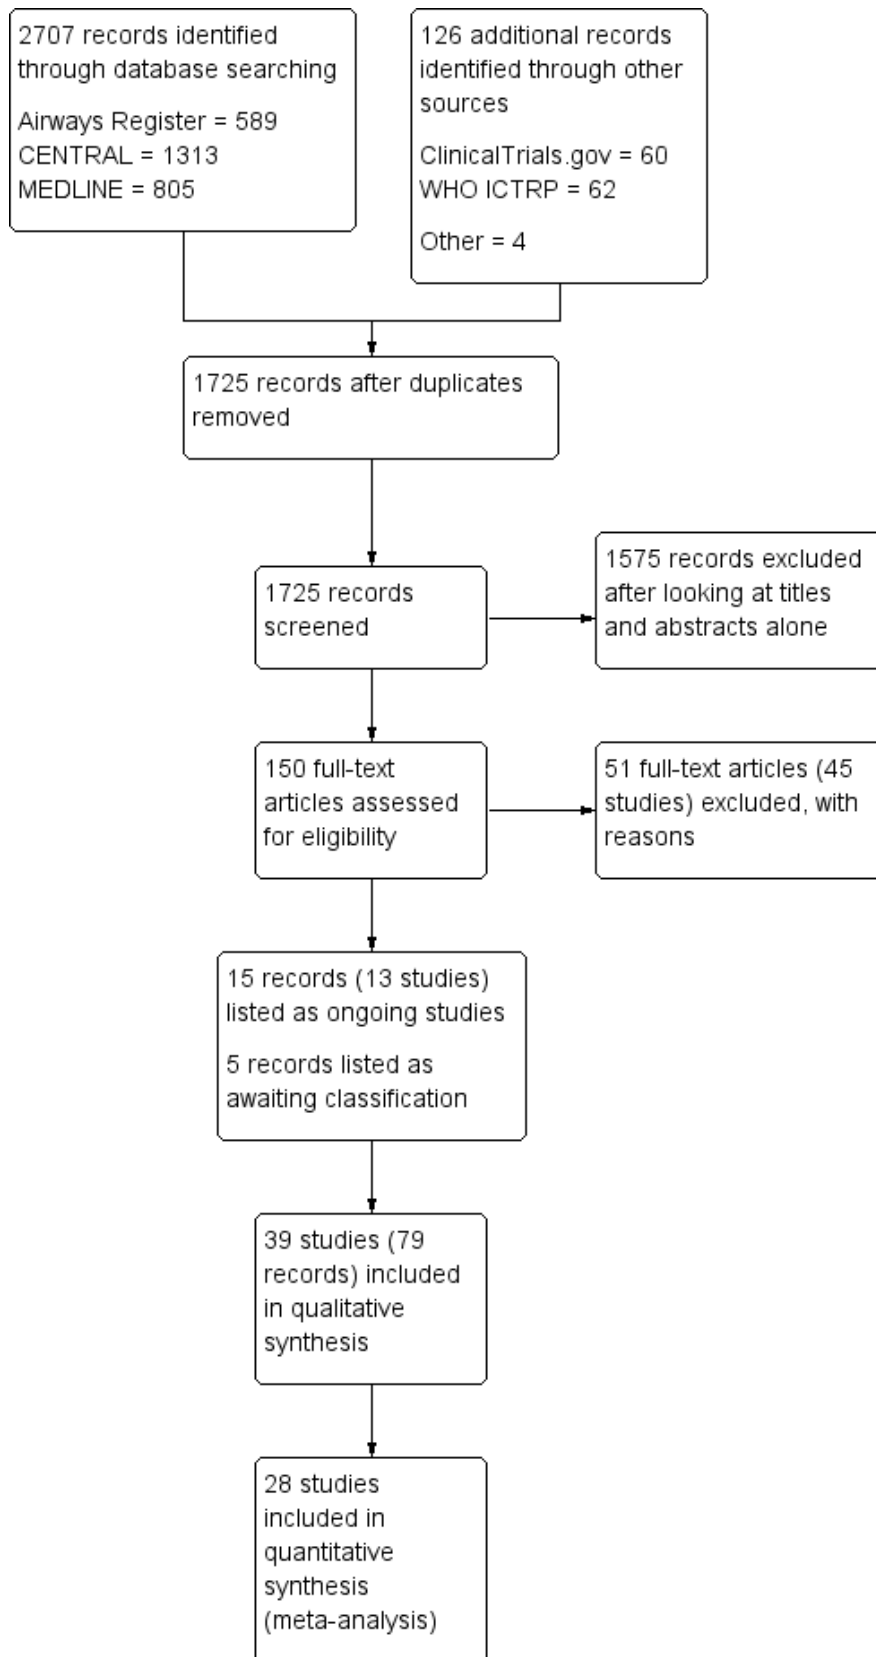 2707 records identified
through database searching
Airways Register = 589
CENTRAL = 1313
MEDLINE = 805
126 additional records
identified through other
sources
ClinicalTrials.gov = 60
WHO ICTRP = 62
Other = 4
1725 records after duplicates
removed
1725 records
screened
1575 records excluded
after looking at titles
and abstracts alone
150 full-text
articles assessed
for eligibility
51 full-text articles (45
studies) excluded, with
reasons
15 records (13 studies)
listed as ongoing studies
5 records listed as
awaiting classification
39 studies (79
records) included
in qualitative
synthesis
28 studies
included in
quantitative
synthesis
(meta-analysis)